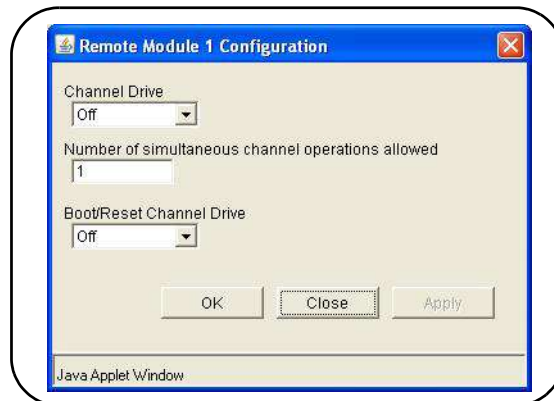 Remote Module 1 Configuration
Channel Drive
Off
Number of simultaneous channel operations allowed
1
Boot/Reset Channel Drive
Off
OK Close Apply
Java Applet Window